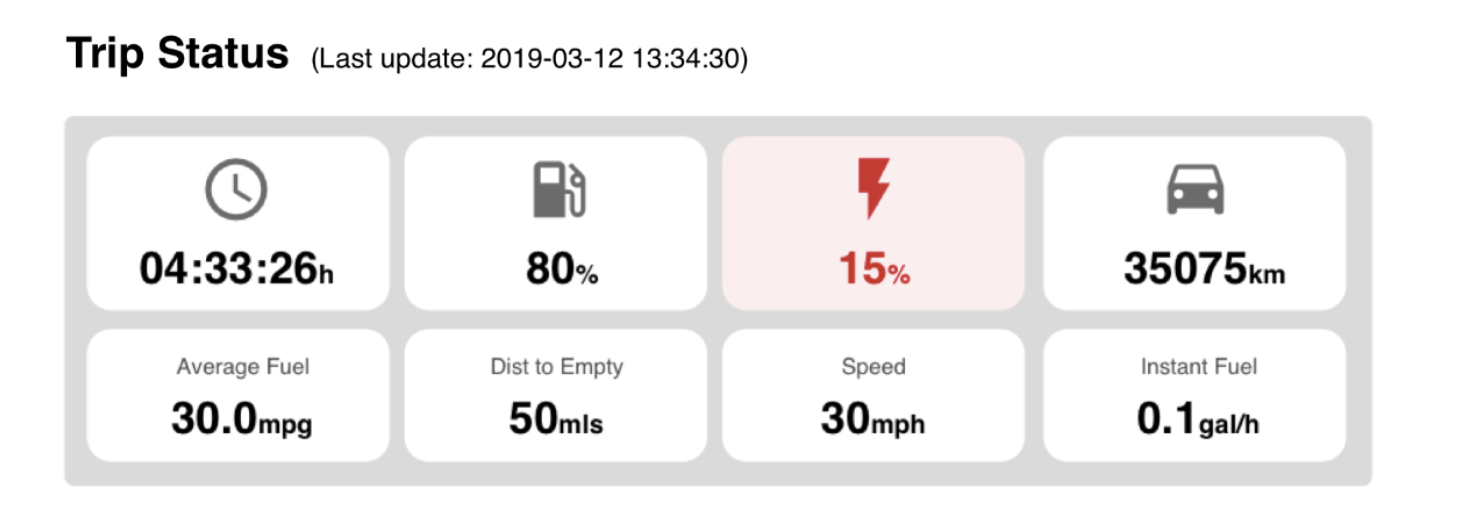 Trip Status (Last update: 2019-03-12 13:34:30)
04:33:26h 80% 15% 35075km
Average Fuel Dist to Empty Speed Instant Fuel
30.0mpg 50mls 30mph 0.1gal/h